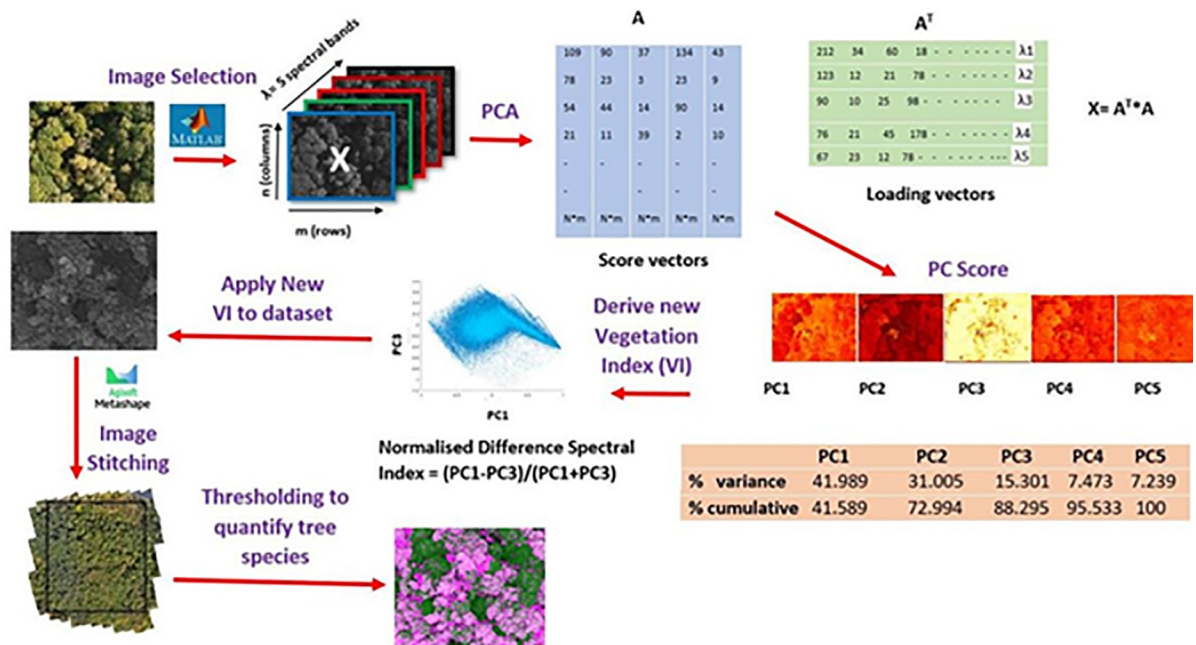 Image Selection
MATLAB
λ= 5 spectral bands
n (columns)
X
m (rows)
PCA
A
109 90 37 134 43
78 23 3 23 9
54 44 14 90 14
21 11 39 2 10
- - - - -
- - - - -
N*m N*m N*m N*m N*m
Score vectors
Aᵀ
212 34 60 18 - - - - - - - λ1
123 12 21 78 - - - - - - - λ2
90 10 25 98 - - - - - - - - λ3
76 21 45 178 - - - - - - - λ4
67 23 12 78 - - - - - - - - - λ5
Loading vectors
X= Aᵀ*A
PC Score
PC1 PC2 PC3 PC4 PC5
PC1 PC2 PC3 PC4 PC5
% variance 41.989 31.005 15.301 7.473 7.239
% cumulative 41.589 72.994 88.295 95.533 100
Derive new
Vegetation
Index (VI)
PC3
PC1
Normalised Difference Spectral
Index = (PC1-PC3)/(PC1+PC3)
Apply New
VI to dataset
Agisoft
Metashape
Image
Stitching
Thresholding to
quantify tree
species